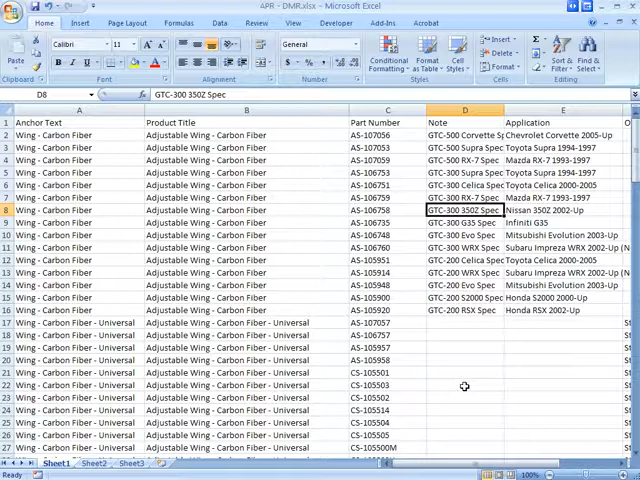 APR - DMR.xlsx - Microsoft Excel
Home Insert Page Layout Formulas Data Review View Developer Add-Ins Acrobat
Paste
Clipboard
Calibri 11
B I U
Font
Alignment
General
$ % ,
Number
Conditional Formatting
Format as Table
Cell Styles
Styles
Insert
Delete
Format
Cells
Σ
Sort & Filter
Find & Select
Editing
D8 GTC-300 350Z Spec
A B C D E
1 Anchor Text Product Title Part Number Note Application
2 Wing - Carbon Fiber Adjustable Wing - Carbon Fiber AS-107056 GTC-500 Corvette Sp Chevrolet Corvette 2005-Up
3 Wing - Carbon Fiber Adjustable Wing - Carbon Fiber AS-107058 GTC-500 Supra Spec Toyota Supra 1994-1997
4 Wing - Carbon Fiber Adjustable Wing - Carbon Fiber AS-107059 GTC-500 RX-7 Spec Mazda RX-7 1993-1997
5 Wing - Carbon Fiber Adjustable Wing - Carbon Fiber AS-106758 GTC-300 Supra Spec Toyota Supra 1994-1997
6 Wing - Carbon Fiber Adjustable Wing - Carbon Fiber AS-106751 GTC-300 Celica Spec Toyota Celica 2000-2005
7 Wing - Carbon Fiber Adjustable Wing - Carbon Fiber AS-106759 GTC-300 RX-7 Spec Mazda RX-7 1993-1997
8 Wing - Carbon Fiber Adjustable Wing - Carbon Fiber AS-106758 GTC-300 350Z Spec Nissan 350Z 2002-Up
9 Wing - Carbon Fiber Adjustable Wing - Carbon Fiber AS-106735 GTC-300 G35 Spec Infiniti G35
10 Wing - Carbon Fiber Adjustable Wing - Carbon Fiber AS-106748 GTC-300 Evo Spec Mitsubishi Evolution 2003-
11 Wing - Carbon Fiber Adjustable Wing - Carbon Fiber AS-106760 GTC-300 WRX Spec Subaru Impreza WRX 2002-Up (N
12 Wing - Carbon Fiber Adjustable Wing - Carbon Fiber AS-105951 GTC-200 Celica Spec Toyota Celica 2000-2005
13 Wing - Carbon Fiber Adjustable Wing - Carbon Fiber AS-105914 GTC-200 WRX Spec Subaru Impreza WRX 2002-Up (N
14 Wing - Carbon Fiber Adjustable Wing - Carbon Fiber AS-105948 GTC-200 Evo Spec Mitsubishi Evolution 2003-
15 Wing - Carbon Fiber Adjustable Wing - Carbon Fiber AS-105900 GTC-200 S2000 Spec Honda S2000 2000-Up
16 Wing - Carbon Fiber Adjustable Wing - Carbon Fiber AS-105920 GTC-200 RSX Spec Honda RSX 2002-Up
17 Wing - Carbon Fiber - Universal Adjustable Wing - Carbon Fiber - Universal AS-107057
18 Wing - Carbon Fiber - Universal Adjustable Wing - Carbon Fiber - Universal AS-106757
19 Wing - Carbon Fiber - Universal Adjustable Wing - Carbon Fiber - Universal AS-105957
20 Wing - Carbon Fiber - Universal Adjustable Wing - Carbon Fiber - Universal AS-105958
21 Wing - Carbon Fiber - Universal Adjustable Wing - Carbon Fiber - Universal CS-105501
22 Wing - Carbon Fiber - Universal Adjustable Wing - Carbon Fiber - Universal CS-105503
23 Wing - Carbon Fiber - Universal Adjustable Wing - Carbon Fiber - Universal CS-105502
24 Wing - Carbon Fiber - Universal Adjustable Wing - Carbon Fiber - Universal CS-105514
25 Wing - Carbon Fiber - Universal Adjustable Wing - Carbon Fiber - Universal CS-105504
26 Wing - Carbon Fiber - Universal Adjustable Wing - Carbon Fiber - Universal CS-105505
27 Wing - Carbon Fiber - Universal Adjustable Wing - Carbon Fiber - Universal CS-105500M
Sheet1 Sheet2 Sheet3
Ready 100%